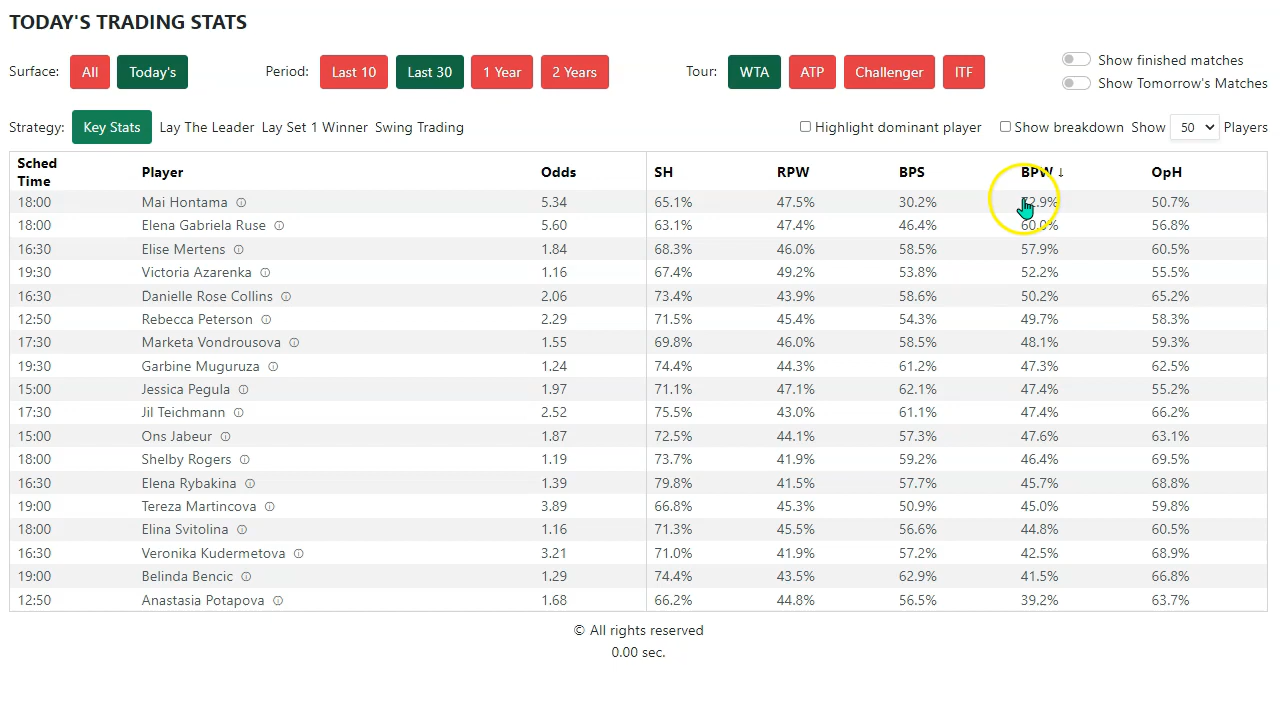 TODAY'S TRADING STATS
Surface: All Today's Period: Last 10 Last 30 1 Year 2 Years Tour: WTA ATP Challenger ITF Show finished matches
Show Tomorrow's Matches
Strategy: Key Stats Lay The Leader Lay Set 1 Winner Swing Trading Highlight dominant player Show breakdown Show 50 Players
Sched Time Player Odds SH RPW BPS BPW ↓ OpH
18:00 Mai Hontama 5.34 65.1% 47.5% 30.2% 72.9% 50.7%
18:00 Elena Gabriela Ruse 5.60 63.1% 47.4% 46.4% 60.0% 56.8%
16:30 Elise Mertens 1.84 68.3% 46.0% 58.5% 57.9% 60.5%
19:30 Victoria Azarenka 1.16 67.4% 49.2% 53.8% 52.2% 55.5%
16:30 Danielle Rose Collins 2.06 73.4% 43.9% 58.6% 50.2% 65.2%
12:50 Rebecca Peterson 2.29 71.5% 45.4% 54.3% 49.7% 58.3%
17:30 Marketa Vondrousova 1.55 69.8% 46.0% 58.5% 48.1% 59.3%
19:30 Garbine Muguruza 1.24 74.4% 44.3% 61.2% 47.3% 62.5%
15:00 Jessica Pegula 1.97 71.1% 47.1% 62.1% 47.4% 55.2%
17:30 Jil Teichmann 2.52 75.5% 43.0% 61.1% 47.4% 66.2%
15:00 Ons Jabeur 1.87 72.5% 44.1% 57.3% 47.6% 63.1%
18:00 Shelby Rogers 1.19 73.7% 41.9% 59.2% 46.4% 69.5%
16:30 Elena Rybakina 1.39 79.8% 41.5% 57.7% 45.7% 68.8%
19:00 Tereza Martincova 3.89 66.8% 45.3% 50.9% 45.0% 59.8%
18:00 Elina Svitolina 1.16 71.3% 45.5% 56.6% 44.8% 60.5%
16:30 Veronika Kudermetova 3.21 71.0% 41.9% 57.2% 42.5% 68.9%
19:00 Belinda Bencic 1.29 74.4% 43.5% 62.9% 41.5% 66.8%
12:50 Anastasia Potapova 1.68 66.2% 44.8% 56.5% 39.2% 63.7%
© All rights reserved
0.00 sec.